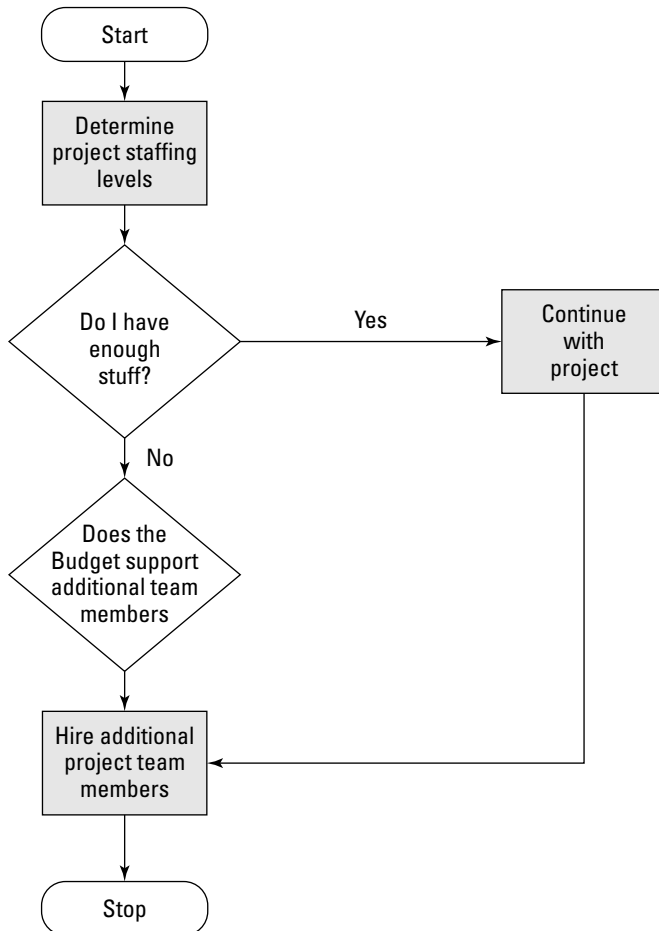 Start
Determine
project staffing
levels
Do I have
enough
stuff?
Yes
Continue
with
project
No
Does the
Budget support
additional team
members
Hire additional
project team
members
Stop